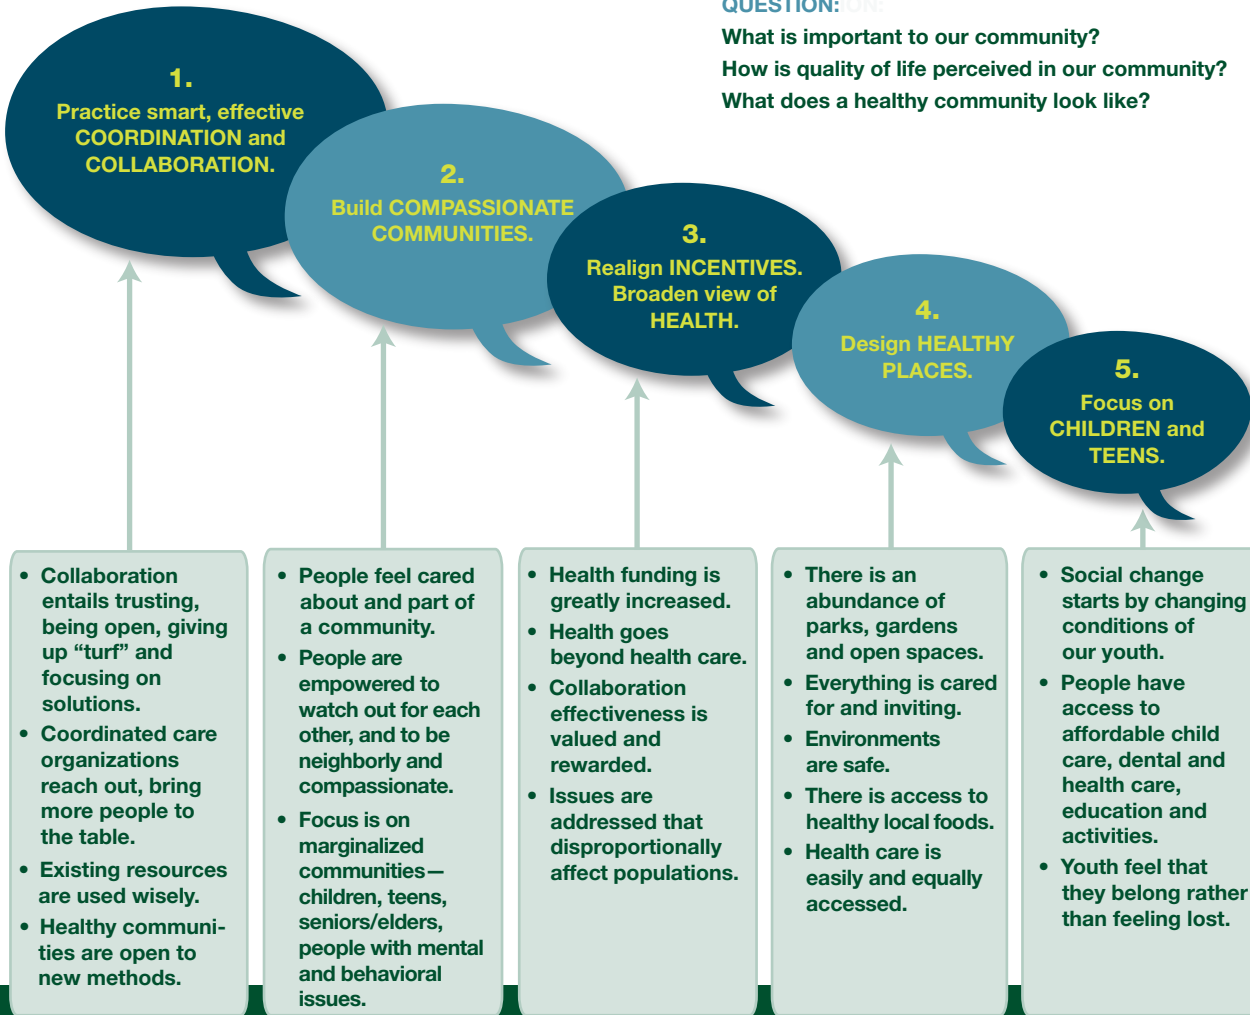 QUESTION:
What is important to our community?
How is quality of life perceived in our community?
What does a healthy community look like?
1.
Practice smart, effective
COORDINATION and
COLLABORATION.
2.
Build COMPASSIONATE
COMMUNITIES.
3.
Realign INCENTIVES.
Broaden view of
HEALTH.
4.
Design HEALTHY
PLACES.
5.
Focus on
CHILDREN and
TEENS.
• Collaboration
entails trusting,
being open, giving
up “turf” and
focusing on
solutions.
• Coordinated care
organizations
reach out, bring
more people to
the table.
• Existing resources
are used wisely.
• Healthy communi-
ties are open to
new methods.
• People feel cared
about and part of
a community.
• People are
empowered to
watch out for each
other, and to be
neighborly and
compassionate.
• Focus is on
marginalized
communities—
children, teens,
seniors/elders,
people with mental
and behavioral
issues.
• Health funding is
greatly increased.
• Health goes
beyond health care.
• Collaboration
effectiveness is
valued and
rewarded.
• Issues are
addressed that
disproportionally
affect populations.
• There is an
abundance of
parks, gardens
and open spaces.
• Everything is cared
for and inviting.
• Environments
are safe.
• There is access to
healthy local foods.
• Health care is
easily and equally
accessed.
• Social change
starts by changing
conditions of
our youth.
• People have
access to
affordable child
care, dental and
health care,
education and
activities.
• Youth feel that
they belong rather
than feeling lost.